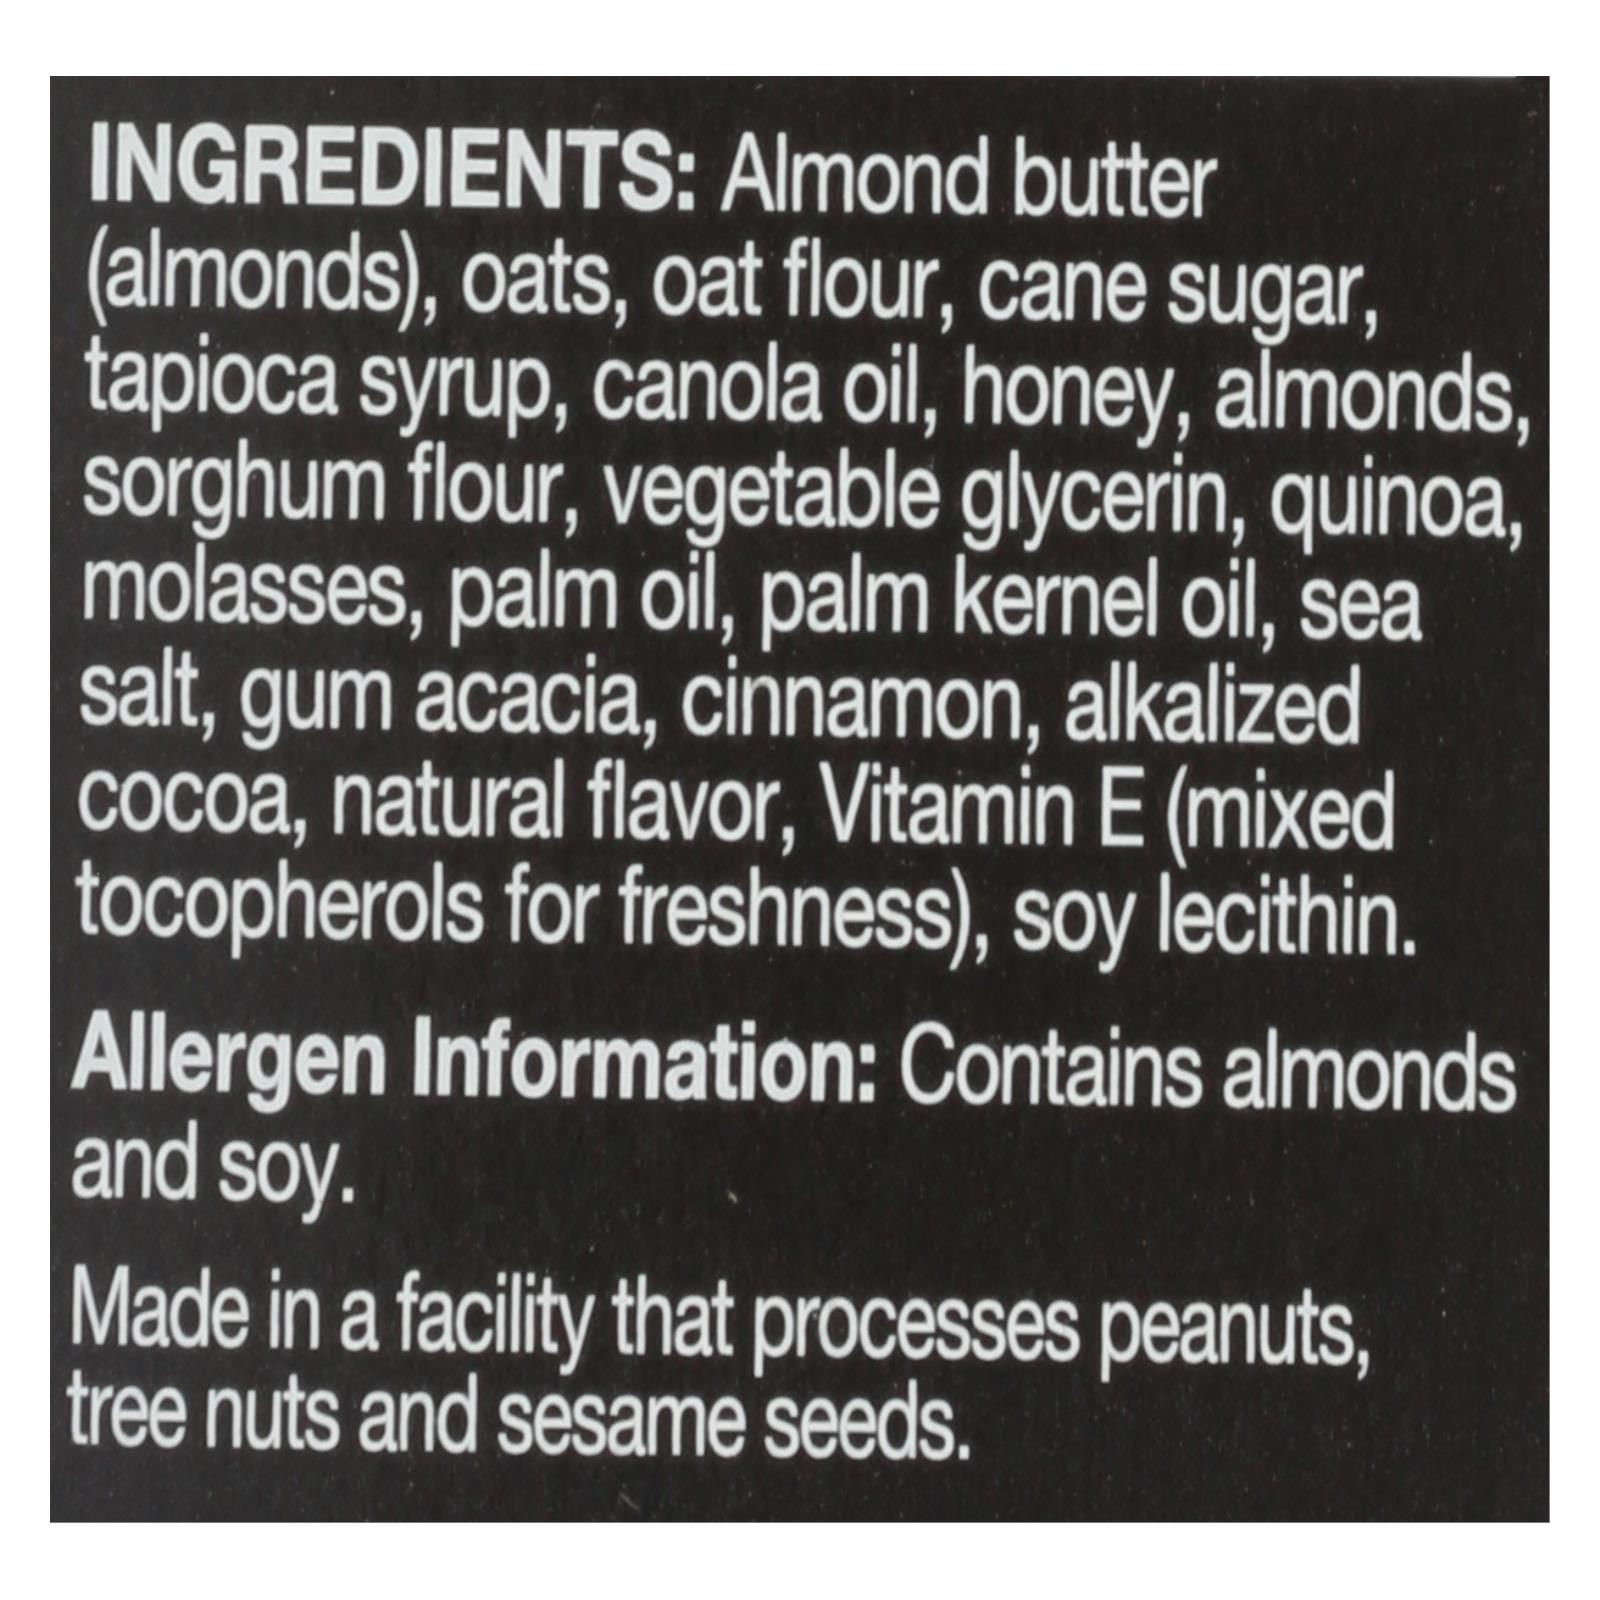 INGREDIENTS: Almond butter
(almonds), oats, oat flour, cane sugar,
tapioca syrup, canola oil, honey, almonds,
sorghum flour, vegetable glycerin, quinoa,
molasses, palm oil, palm kernel oil, sea
salt, gum acacia, cinnamon, alkalized
cocoa, natural flavor, Vitamin E (mixed
tocopherols for freshness), soy lecithin.
Allergen Information: Contains almonds
and soy.
Made in a facility that processes peanuts,
tree nuts and sesame seeds.